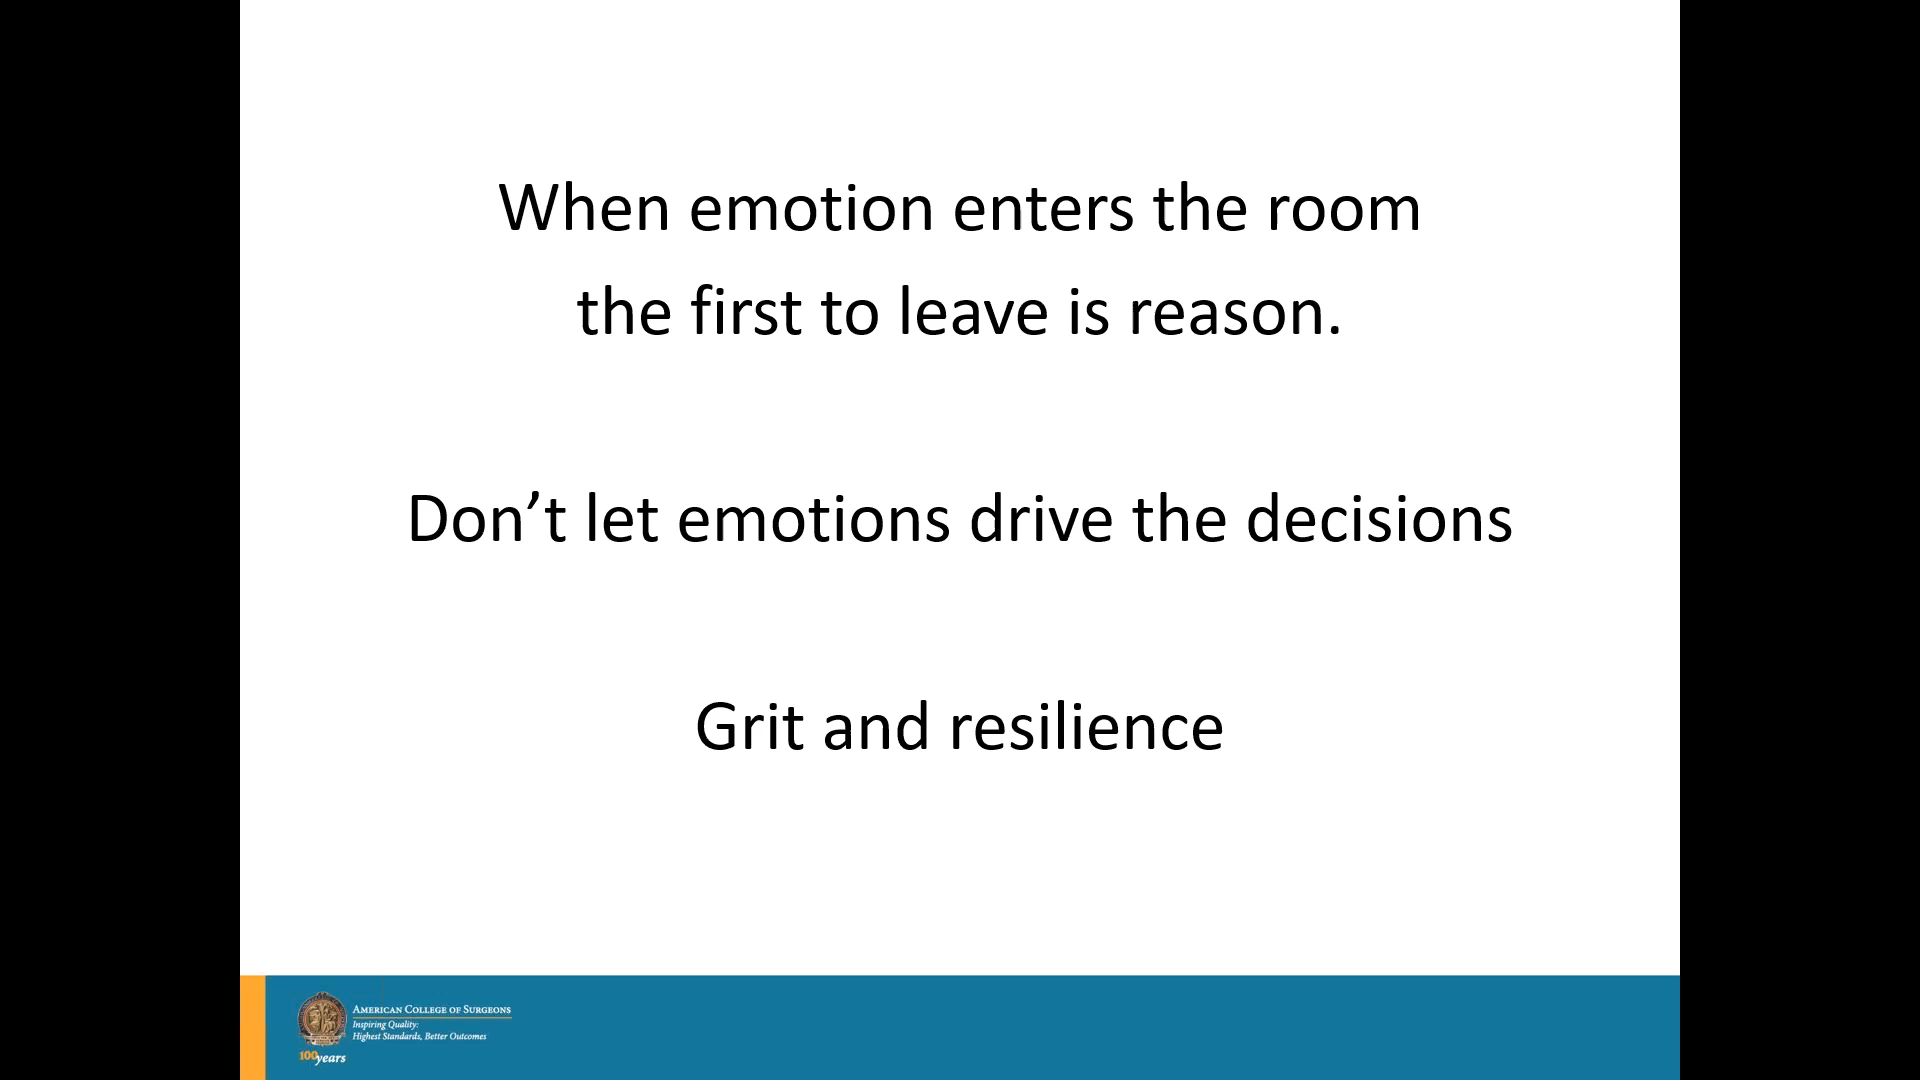 When emotion enters the room
the first to leave is reason.
Don’t let emotions drive the decisions
Grit and resilience
AMERICAN COLLEGE OF SURGEONS
Inspiring Quality:
Highest Standards, Better Outcomes
100years